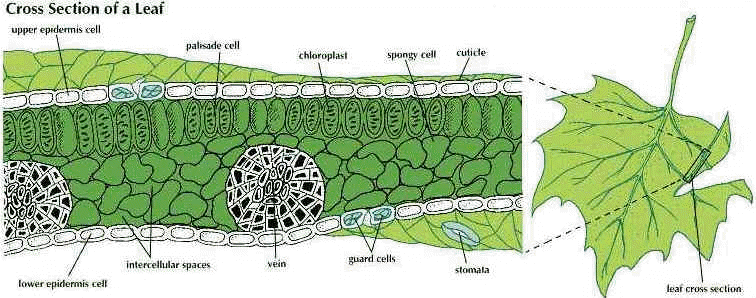 Cross Section of a Leaf
upper epidermis cell
palisade cell
chloroplast
spongy cell
cuticle
lower epidermis cell
intercellular spaces
vein
guard cells
stomata
leaf cross section